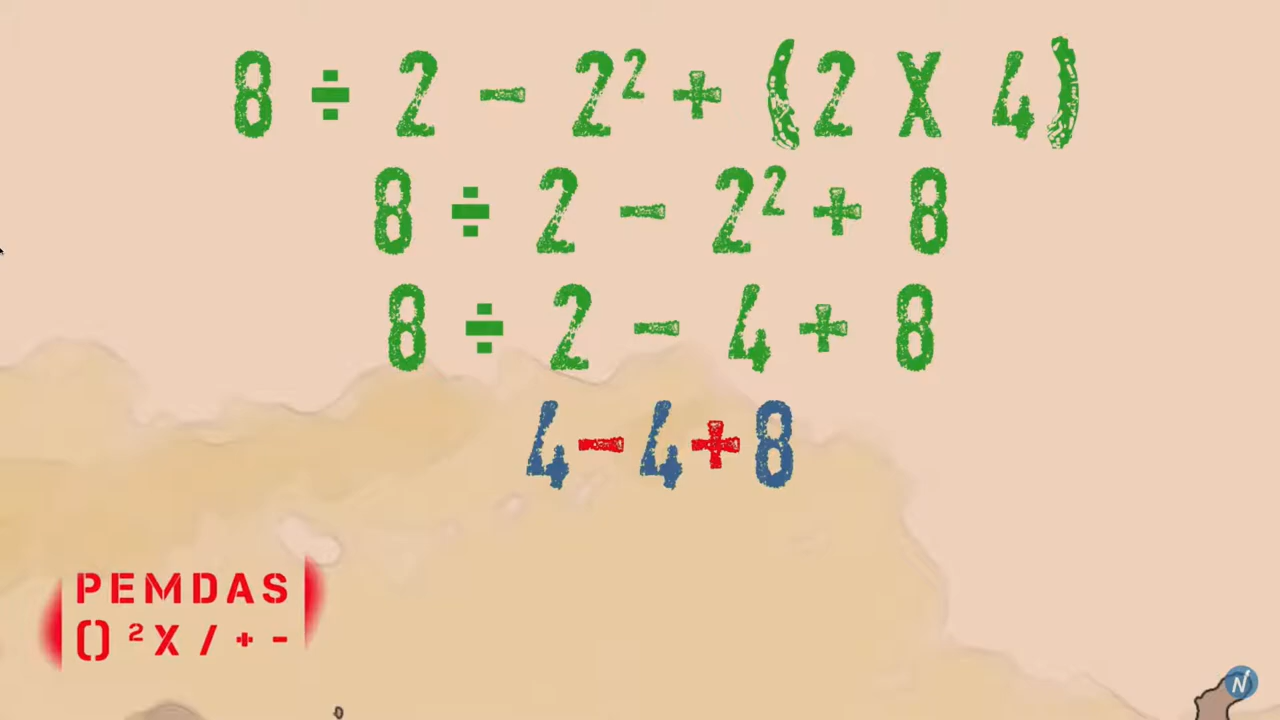 8 ÷ 2 - 2² + (2 X 4)
8 ÷ 2 - 2² + 8
8 ÷ 2 - 4 + 8
4-4+8
PEMDAS
() ² X / + -
N